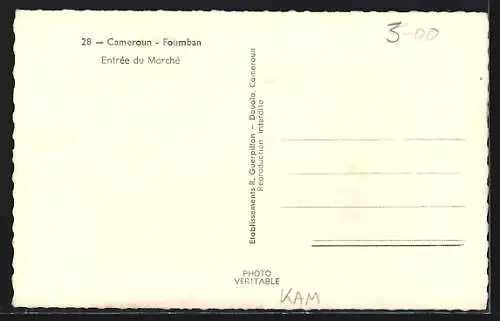 28 — Cameroun - Foumban
Entrée du Marché
3-00
Etablissements R. Guerpillon - Douala, Cameroun
Reproduction interdite
PHOTO
VERITABLE
KAM